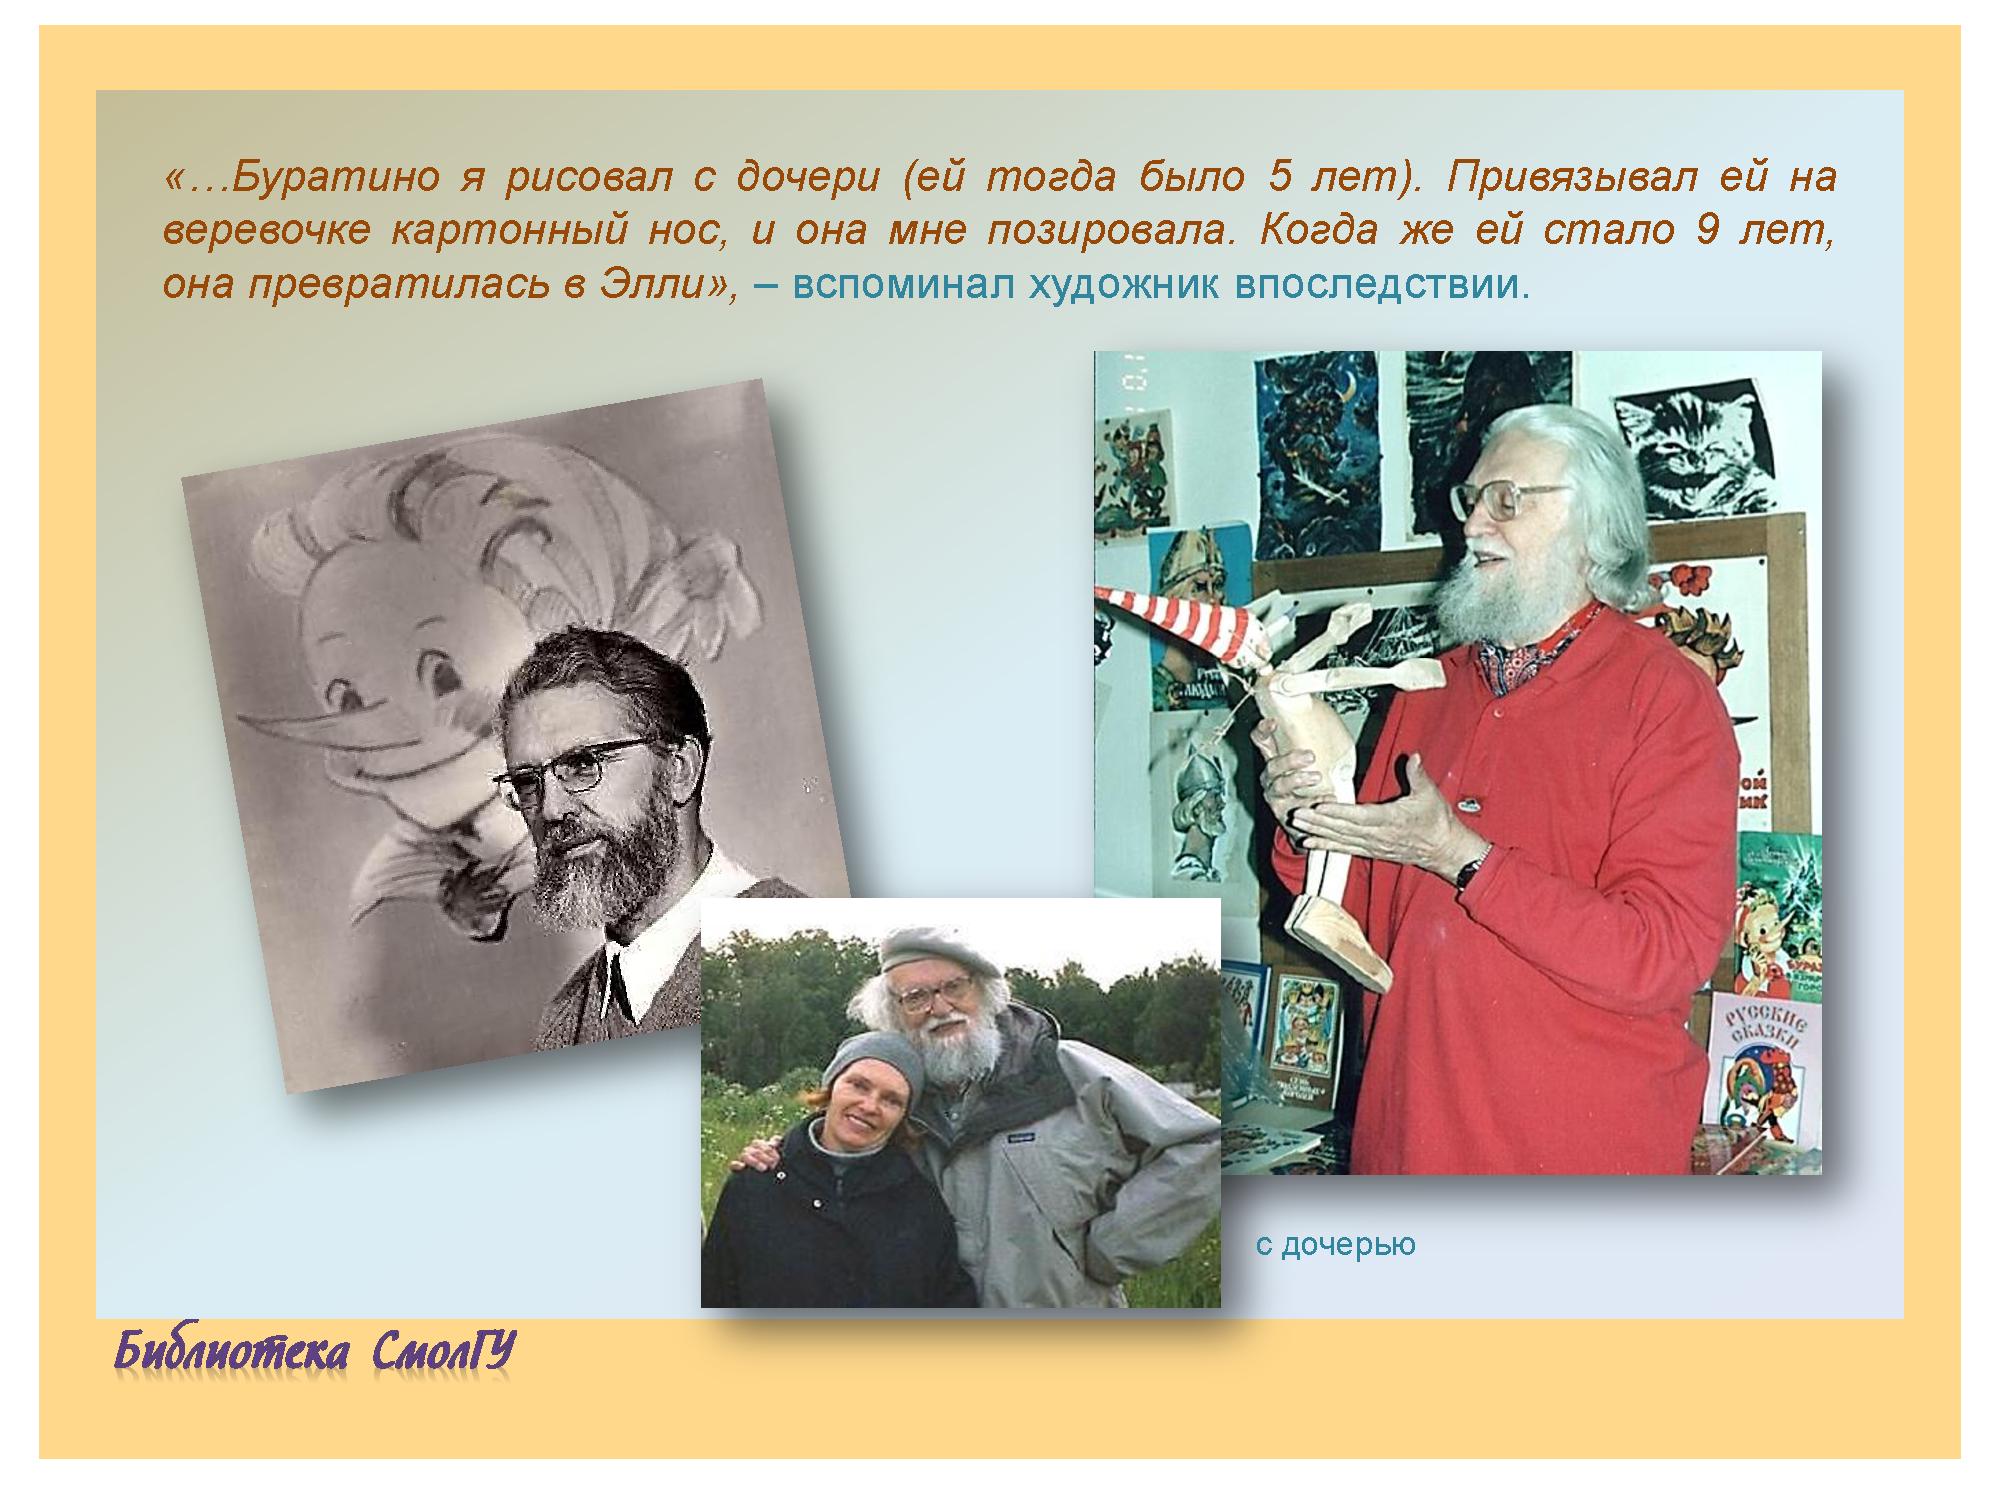 «…Буратино я рисовал с дочери (ей тогда было 5 лет). Привязывал ей на
веревочке картонный нос, и она мне позировала. Когда же ей стало 9 лет,
она превратилась в Элли», – вспоминал художник впоследствии.
РУССКИЕ
СКАЗКИ
с дочерью
Библиотека СмолГУ